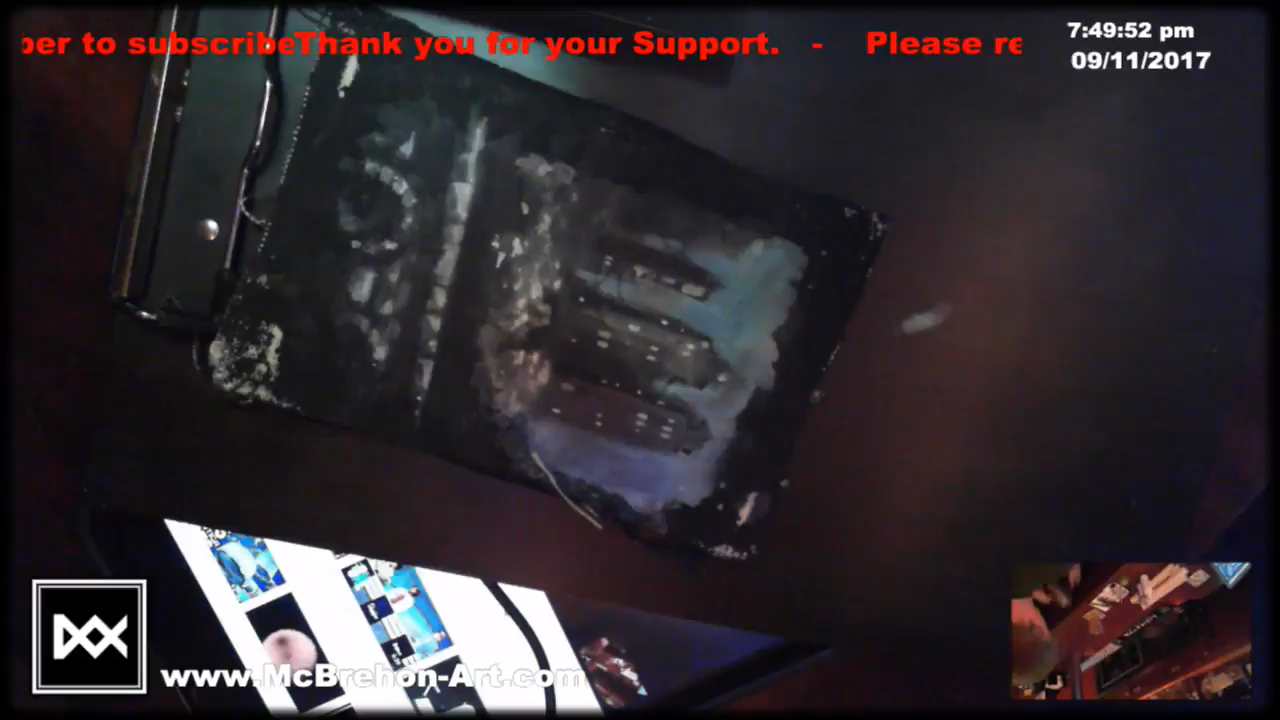 ber to subscribeThank you for your Support.   -   Please re
7:49:52 pm
09/11/2017
www.McBrehon-Art.com